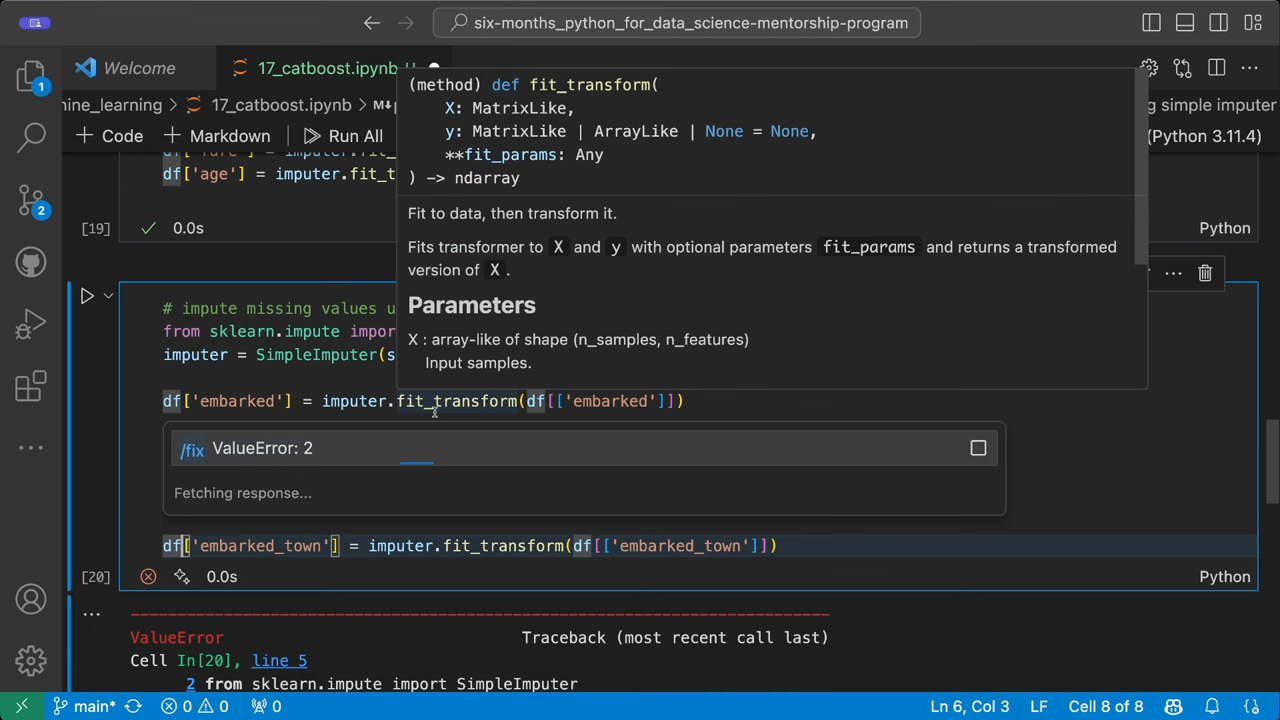 six-months_python_for_data_science-mentorship-program
Welcome
17_catboost.ipynb U
nine_learning > 17_catboost.ipynb > M↓
g simple imputer
+ Code + Markdown Run All
(Python 3.11.4)
df['age'] = imputer.fit_t
[19] 0.0s
Python
(method) def fit_transform(
X: MatrixLike,
y: MatrixLike | ArrayLike | None = None,
**fit_params: Any
) -> ndarray
Fit to data, then transform it.
Fits transformer to X and y with optional parameters fit_params and returns a transformed
version of X.
Parameters
X : array-like of shape (n_samples, n_features)
Input samples.
# impute missing values u
from sklearn.impute impor
imputer = SimpleImputer(s
df['embarked'] = imputer.fit_transform(df[['embarked']])
/fix ValueError: 2
Fetching response...
df['embarked_town'] = imputer.fit_transform(df[['embarked_town']])
[20] 0.0s
Python
ValueError Traceback (most recent call last)
Cell In[20], line 5
2 from sklearn.impute import SimpleImputer
main* 0 0 0
Ln 6, Col 3 LF Cell 8 of 8
1
2